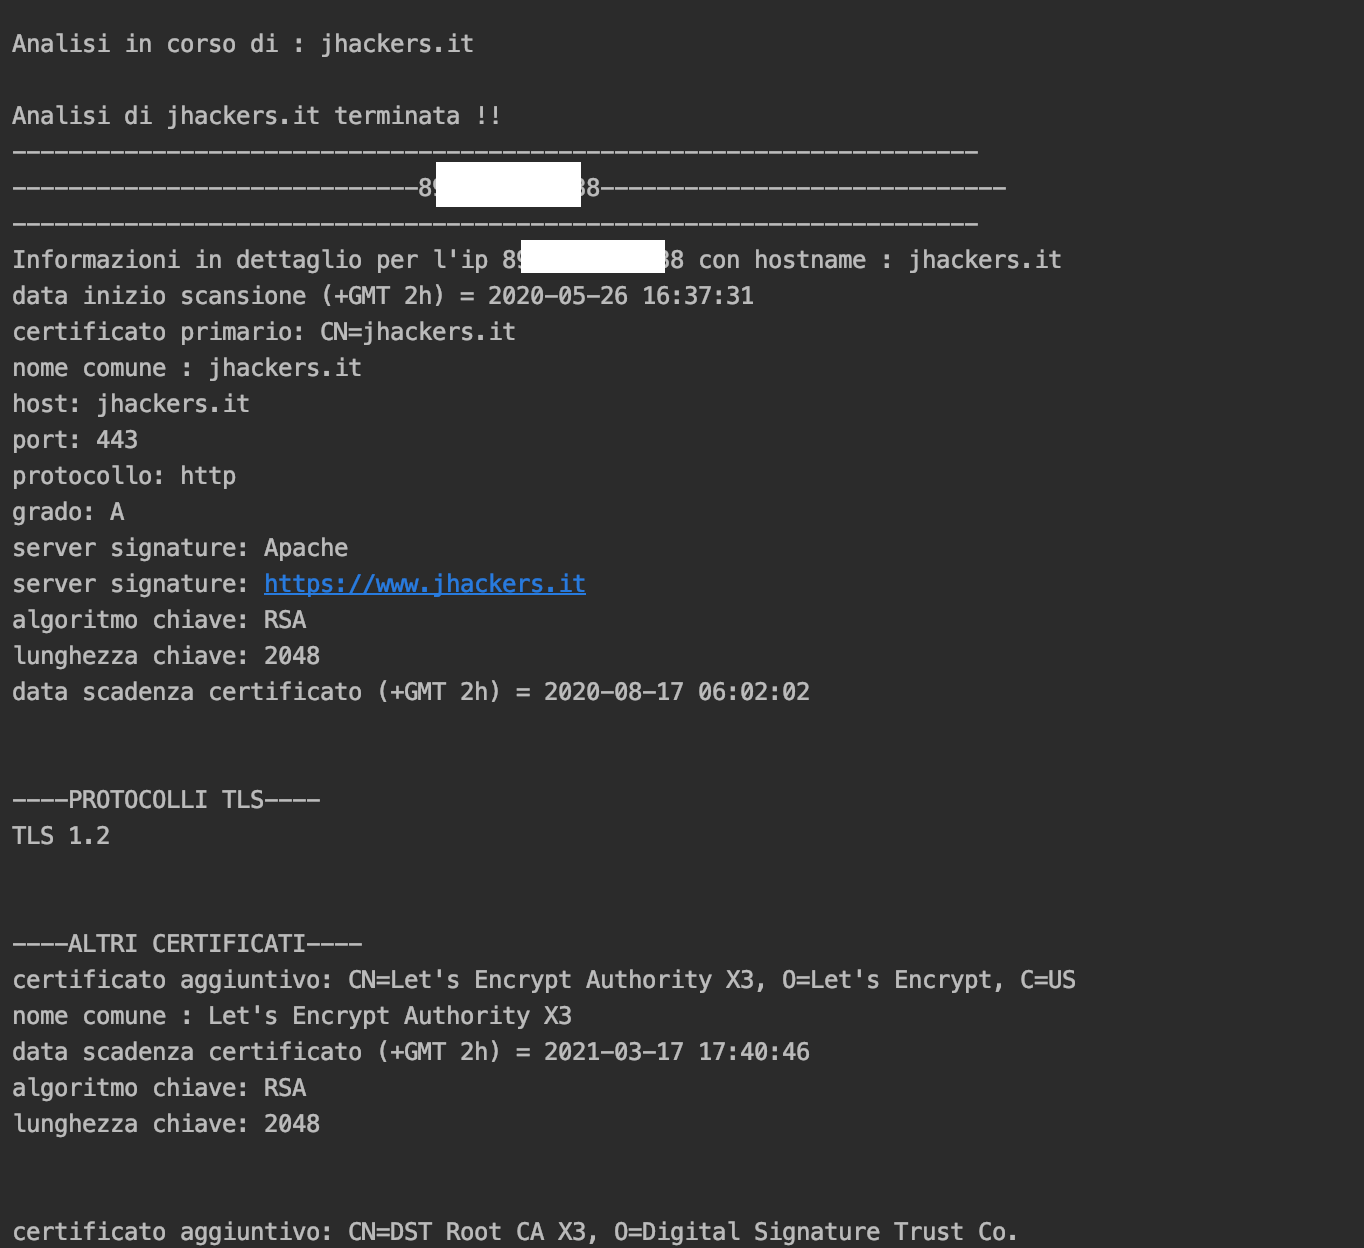 Analisi in corso di : jhackers.it
Analisi di jhackers.it terminata !!
---------------------------------------------------------------------
-----------------------------8 8-----------------------------
---------------------------------------------------------------------
Informazioni in dettaglio per l'ip 8 8 con hostname : jhackers.it
data inizio scansione (+GMT 2h) = 2020-05-26 16:37:31
certificato primario: CN=jhackers.it
nome comune : jhackers.it
host: jhackers.it
port: 443
protocollo: http
grado: A
server signature: Apache
server signature: https://www.jhackers.it
algoritmo chiave: RSA
lunghezza chiave: 2048
data scadenza certificato (+GMT 2h) = 2020-08-17 06:02:02
----PROTOCOLLI TLS----
TLS 1.2
----ALTRI CERTIFICATI----
certificato aggiuntivo: CN=Let's Encrypt Authority X3, O=Let's Encrypt, C=US
nome comune : Let's Encrypt Authority X3
data scadenza certificato (+GMT 2h) = 2021-03-17 17:40:46
algoritmo chiave: RSA
lunghezza chiave: 2048
certificato aggiuntivo: CN=DST Root CA X3, O=Digital Signature Trust Co.